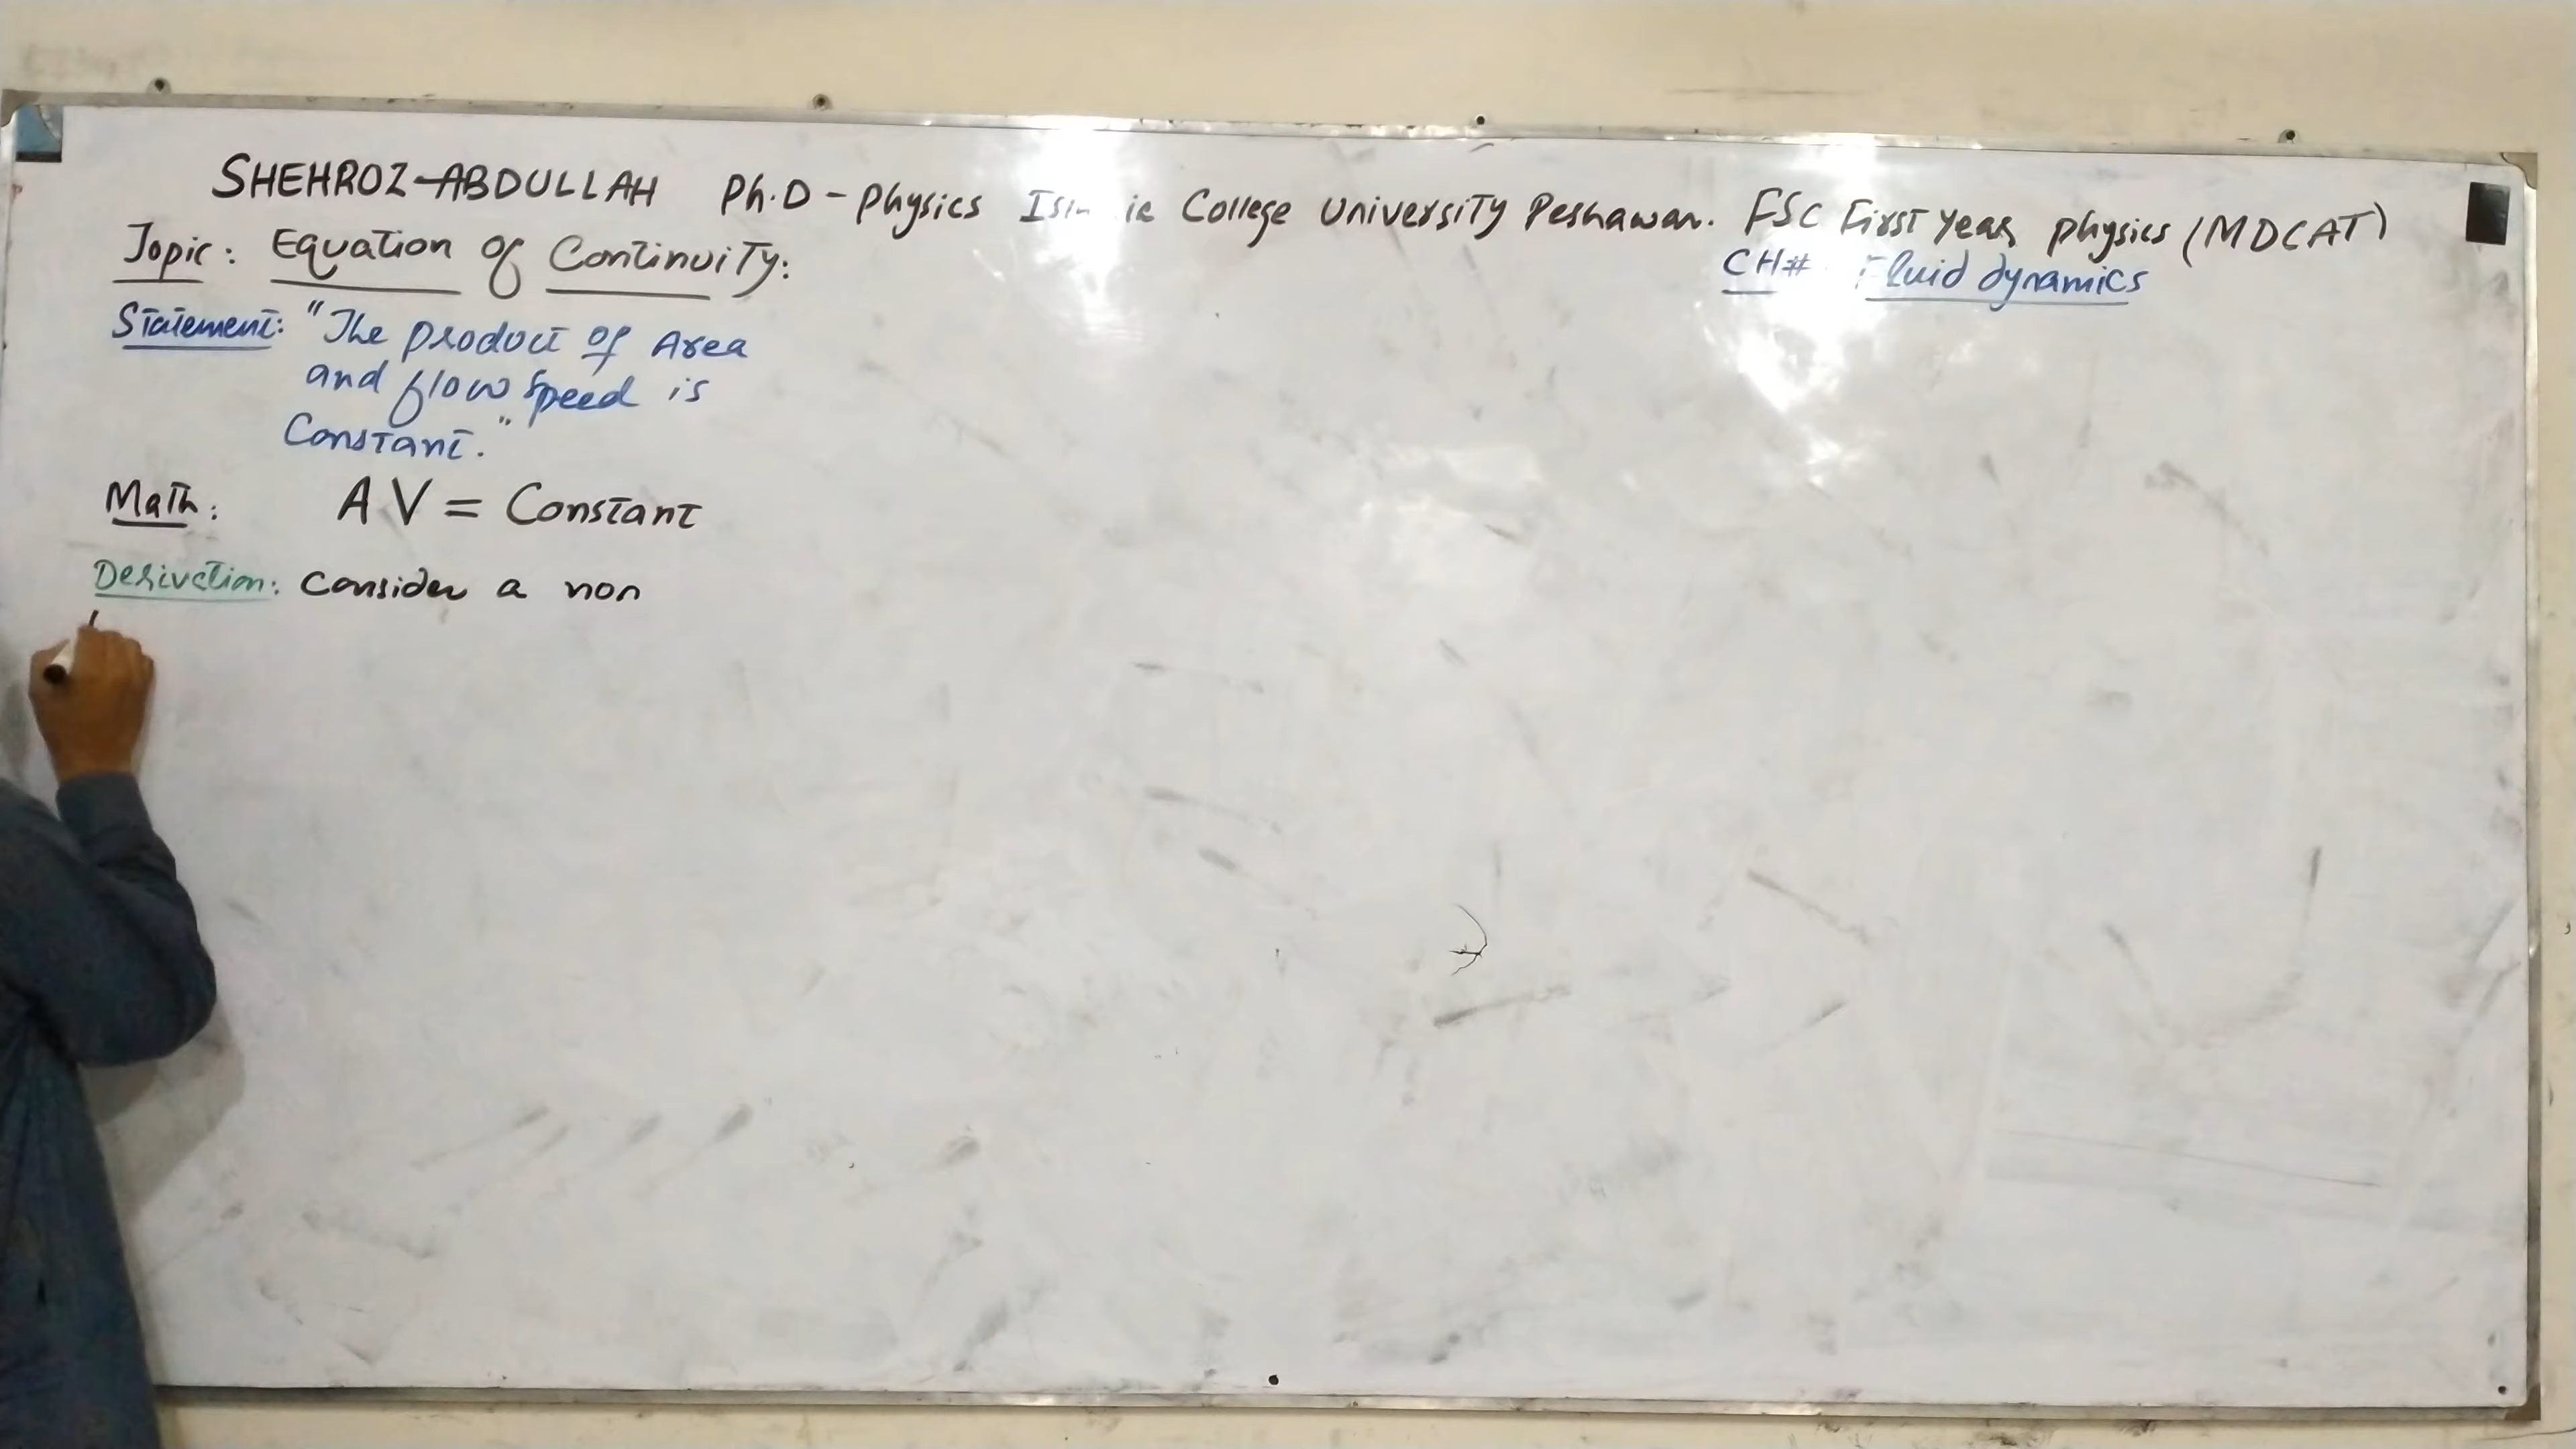 SHEHROZ-ABDULLAH Ph.D - Physics College University Peshawar. FSc First Year Physics (MDCAT)
Topic: Equation of Continuity:
CH# Fluid dynamics
Statement: "The product of Area
and flow speed is
Constant."
Math: AV = Constant
Derivation: Consider a non